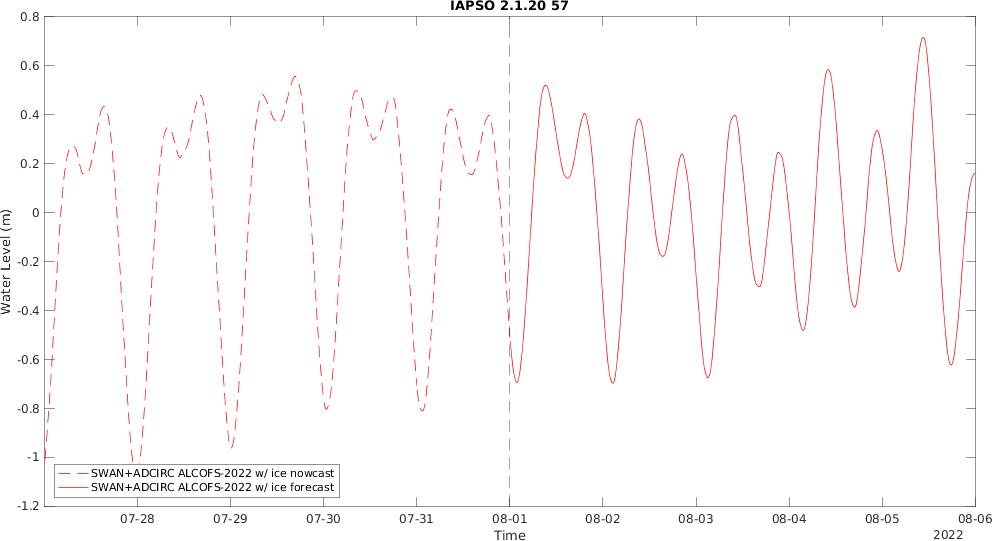 IAPSO 2.1.20 57
0.8
0.6
0.4
0.2
0
-0.2
-0.4
-0.6
-0.8
-1
-1.2
Water Level (m)
SWAN+ADCIRC ALCOFS-2022 w/ ice nowcast
SWAN+ADCIRC ALCOFS-2022 w/ ice forecast
07-28 07-29 07-30 07-31 08-01 08-02 08-03 08-04 08-05 08-06
Time
2022